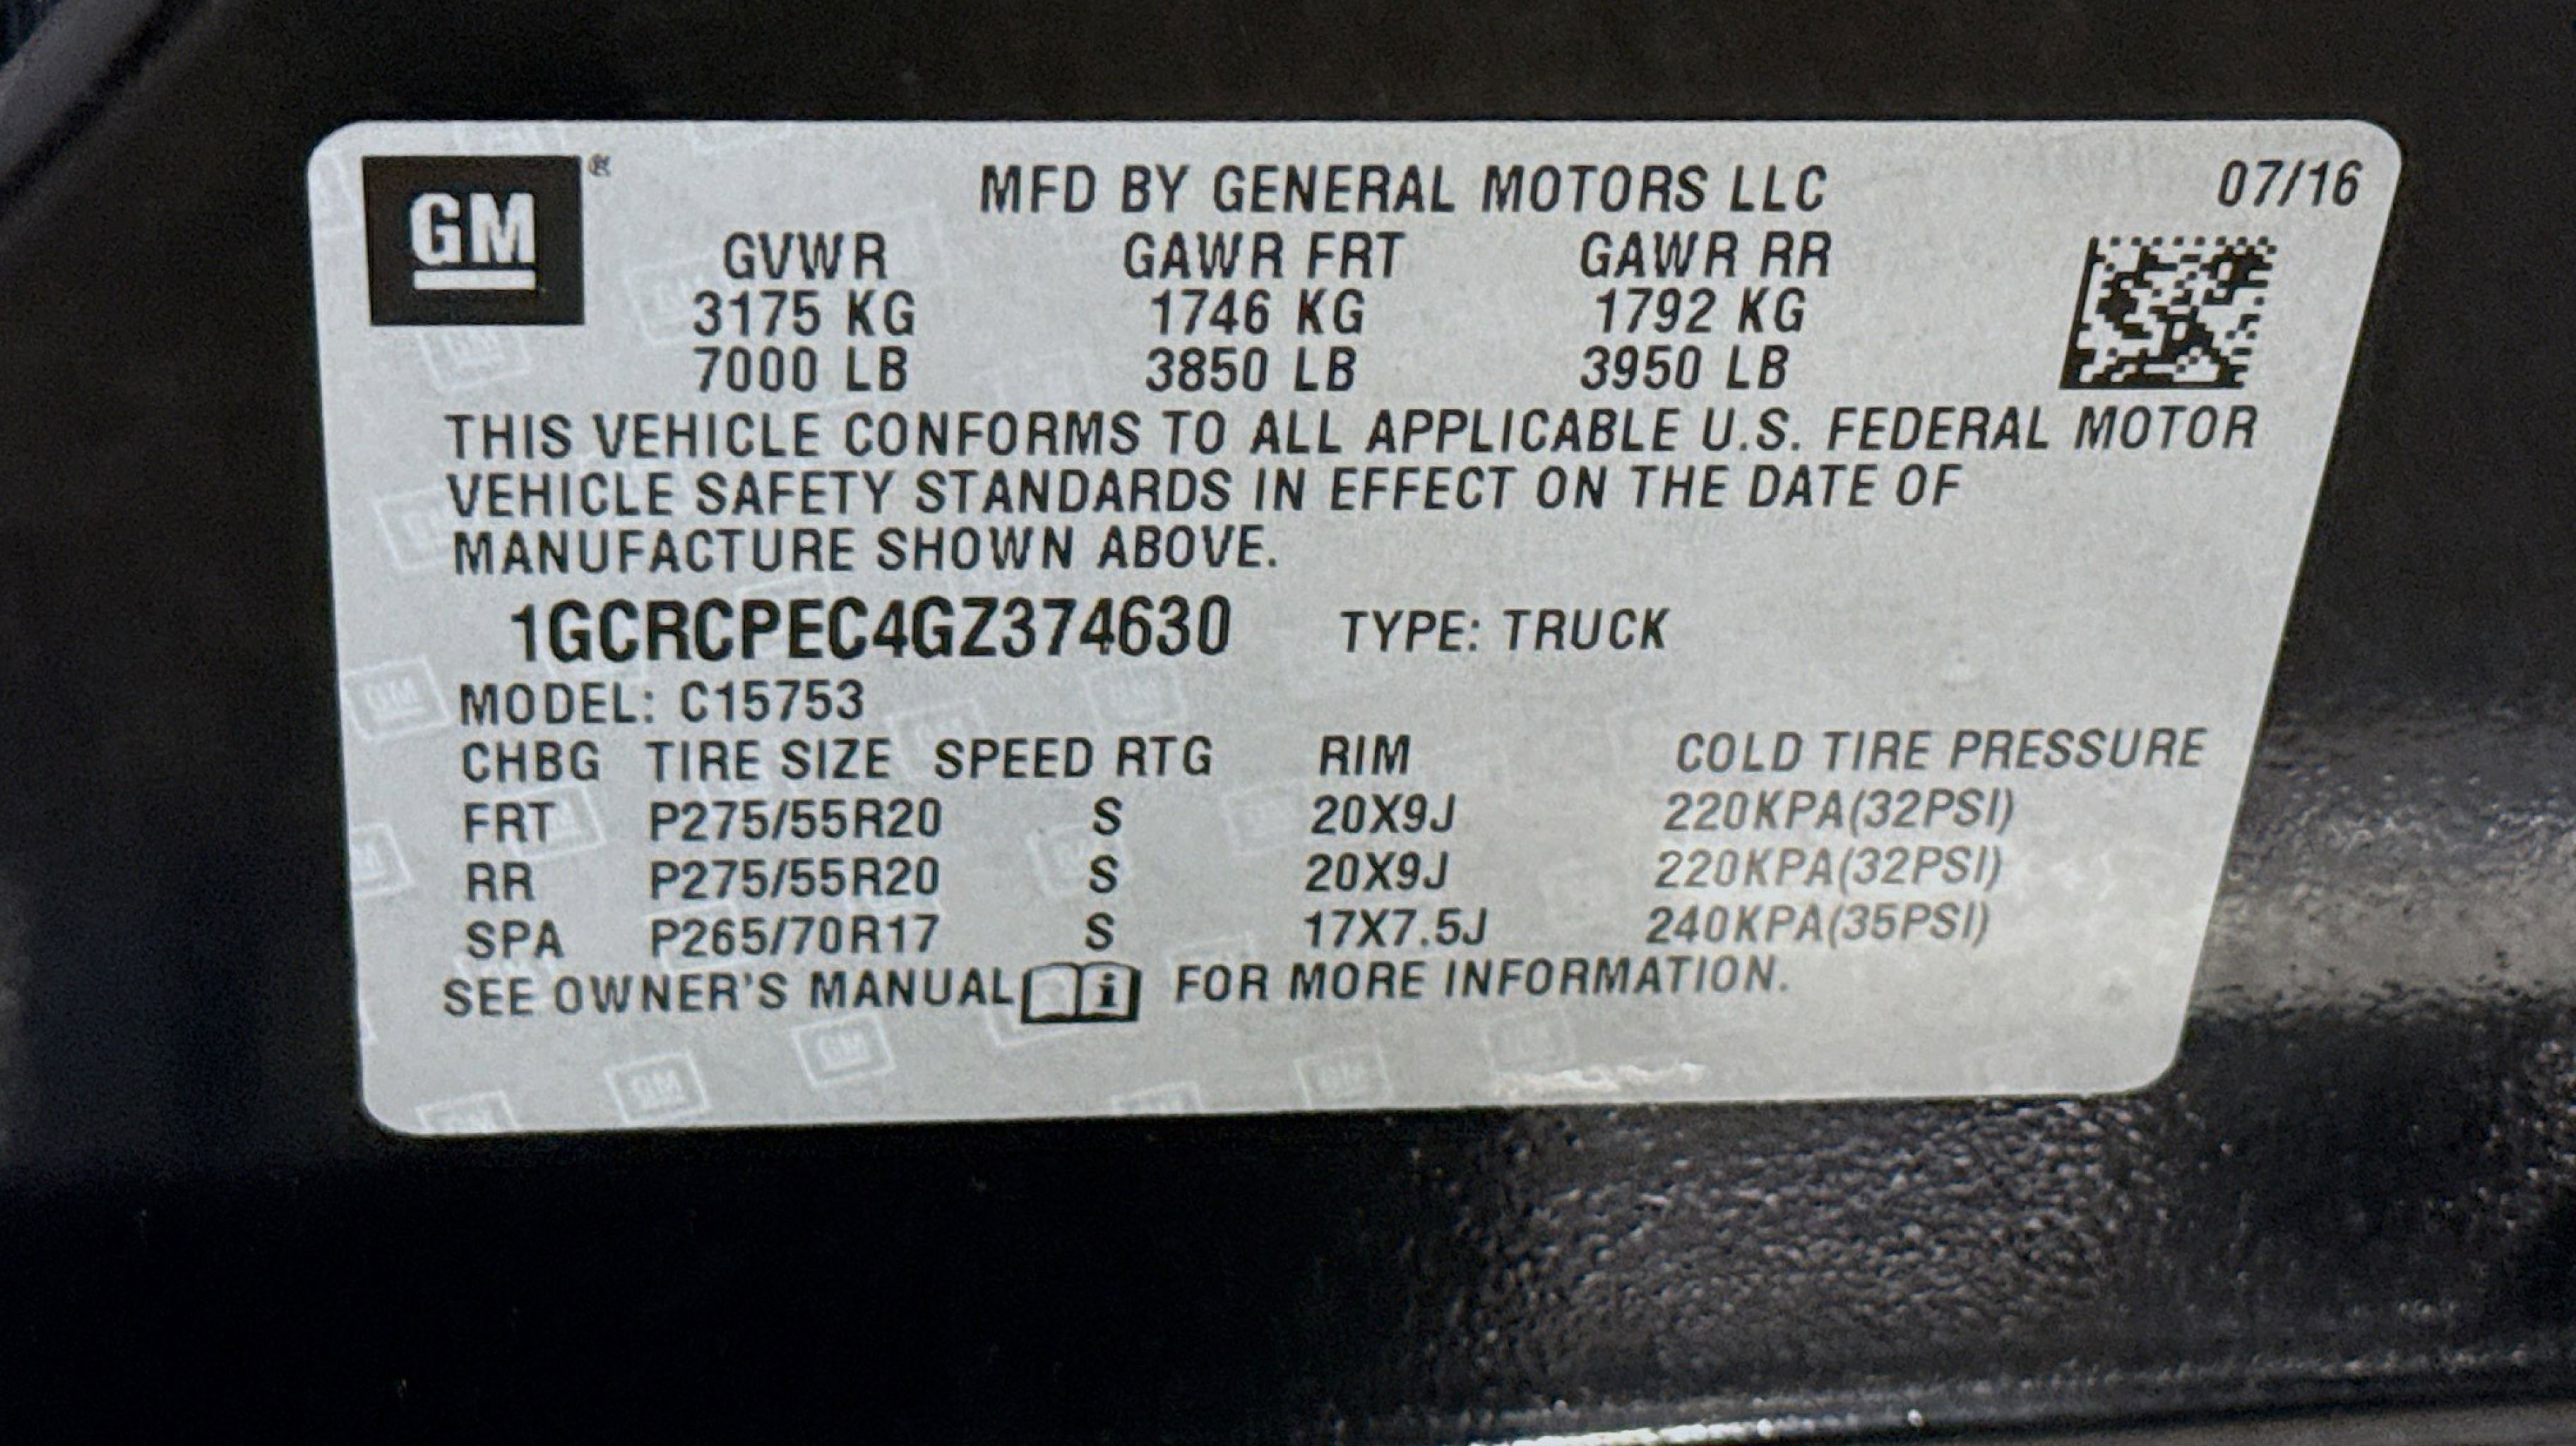 GM
MFD BY GENERAL MOTORS LLC 07/16
GVWR GAWR FRT GAWR RR
3175 KG 1746 KG 1792 KG
7000 LB 3850 LB 3950 LB
THIS VEHICLE CONFORMS TO ALL APPLICABLE U.S. FEDERAL MOTOR
VEHICLE SAFETY STANDARDS IN EFFECT ON THE DATE OF
MANUFACTURE SHOWN ABOVE.
1GCRCPEC4GZ374630 TYPE: TRUCK
MODEL: C15753
CHBG TIRE SIZE SPEED RTG RIM COLD TIRE PRESSURE
FRT P275/55R20 S 20X9J 220KPA(32PSI)
RR P275/55R20 S 20X9J 220KPA(32PSI)
SPA P265/70R17 S 17X7.5J 240KPA(35PSI)
SEE OWNER'S MANUAL i FOR MORE INFORMATION.